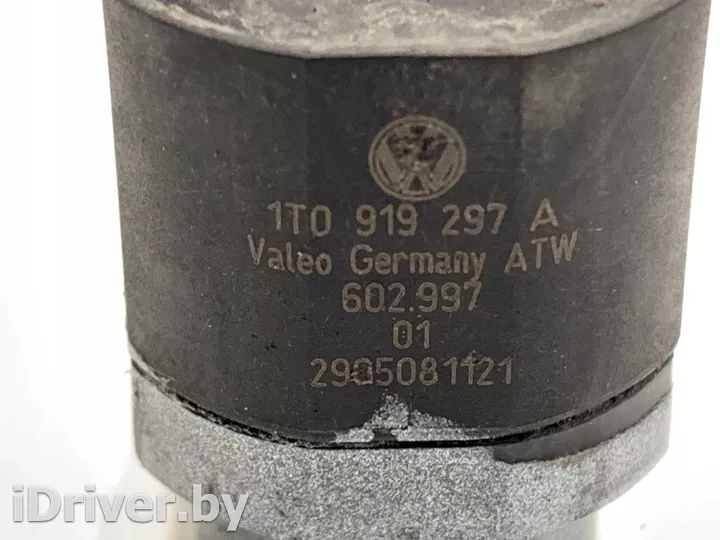 1T0 919 297 A
Valeo Germany ATW
602.997
01
2905081121
iDriver.by